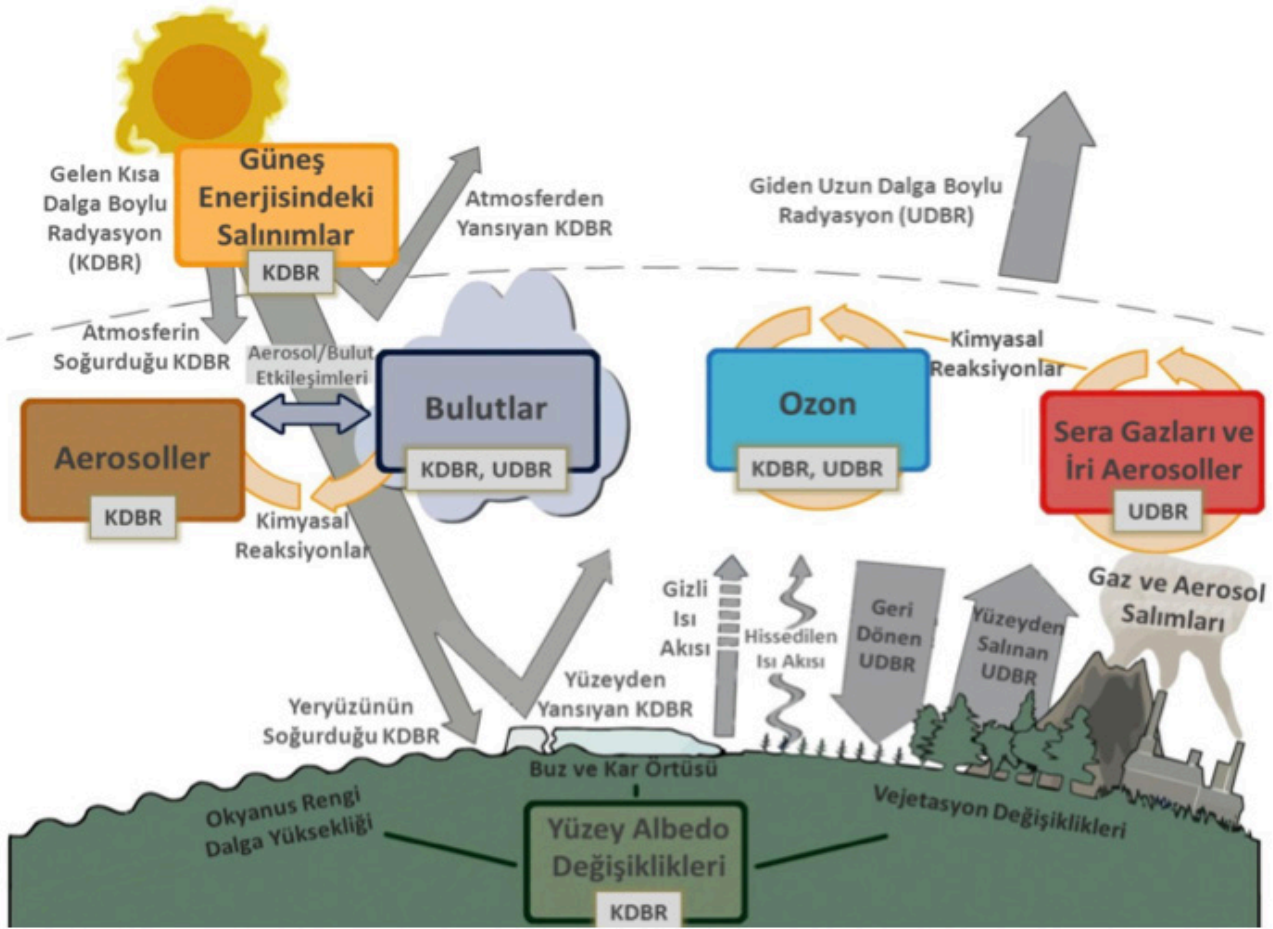 Güneş
Enerjisindeki
Salınımlar
KDBR
Gelen Kısa
Dalga Boylu
Radyasyon
(KDBR)
Atmosferden
Yansıyan KDBR
Giden Uzun Dalga Boylu
Radyasyon (UDBR)
Atmosferin
Soğurduğu KDBR
Aerosol/Bulut
Etkileşimleri
Bulutlar
KDBR, UDBR
Ozon
KDBR, UDBR
Kimyasal
Reaksiyonlar
Sera Gazları ve
İri Aerosoller
UDBR
Aerosoller
KDBR
Kimyasal
Reaksiyonlar
Gizli
Isı
Akısı
Hissedilen
Isı Akısı
Geri
Dönen
UDBR
Yüzeyden
Salınan
UDBR
Gaz ve Aerosol
Salımları
Yeryüzünün
Soğurduğu KDBR
Yüzeyden
Yansıyan KDBR
Buz ve Kar Örtüsü
Okyanus Rengi
Dalga Yüksekliği
Yüzey Albedo
Değişiklikleri
KDBR
Vejetasyon Değişiklikleri